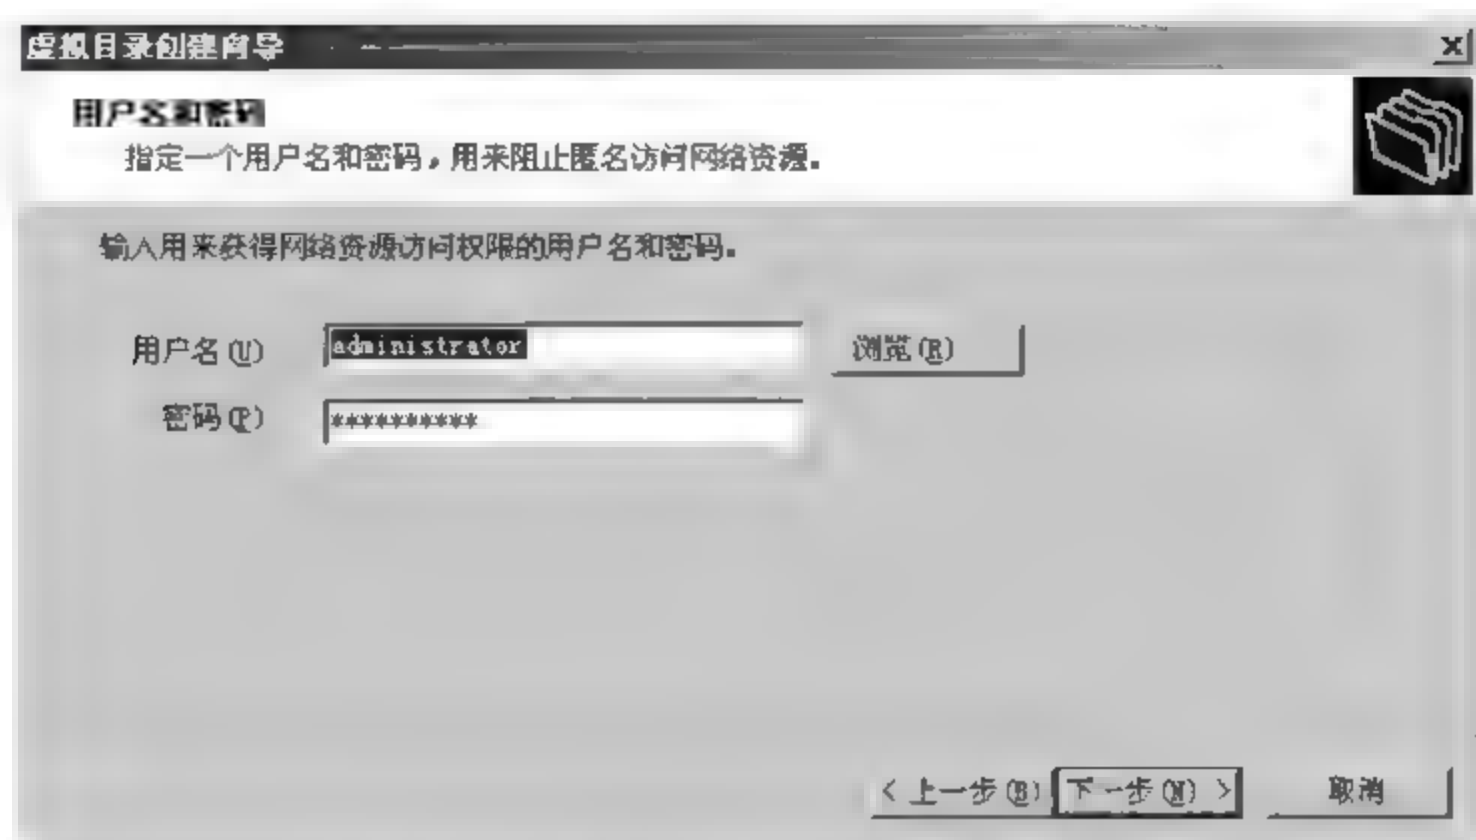 虚拟目录创建向导
用户名和密码
指定一个用户名和密码，用来阻止匿名访问网络资源。
输入用来获得网络资源访问权限的用户名和密码。
用户名(U) administrator 浏览(R)
密码(P) **********
< 上一步(B) 下一步(N) > 取消